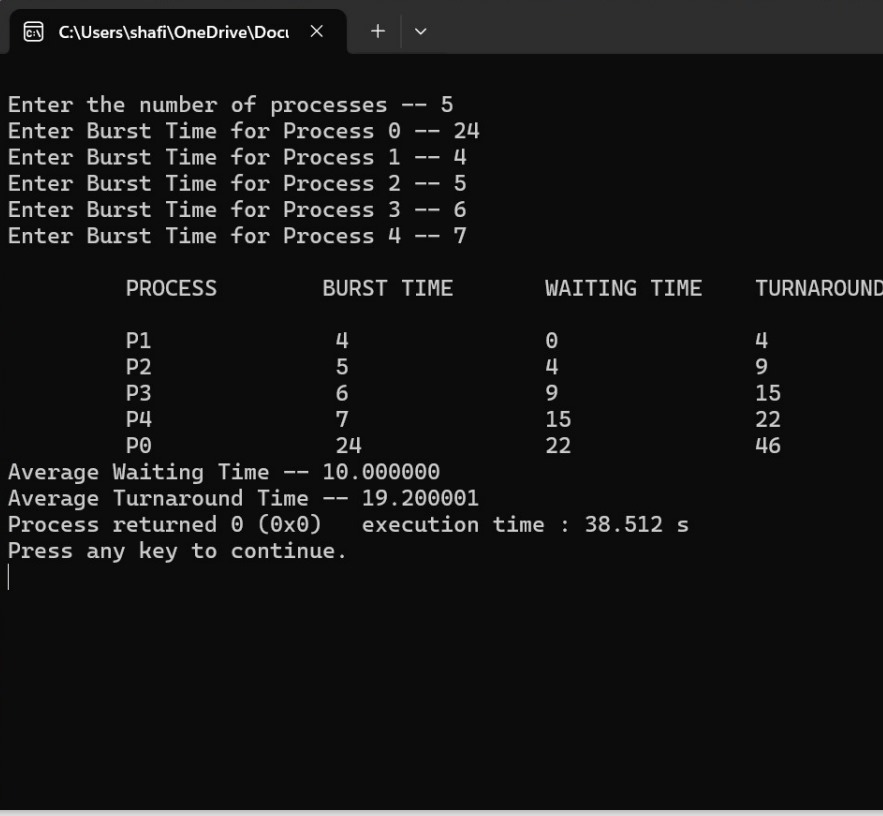 C:\Users\shafi\OneDrive\Docu
Enter the number of processes -- 5
Enter Burst Time for Process 0 -- 24
Enter Burst Time for Process 1 -- 4
Enter Burst Time for Process 2 -- 5
Enter Burst Time for Process 3 -- 6
Enter Burst Time for Process 4 -- 7
PROCESS BURST TIME WAITING TIME TURNAROUND
P1 4 0 4
P2 5 4 9
P3 6 9 15
P4 7 15 22
P0 24 22 46
Average Waiting Time -- 10.000000
Average Turnaround Time -- 19.200001
Process returned 0 (0x0) execution time : 38.512 s
Press any key to continue.